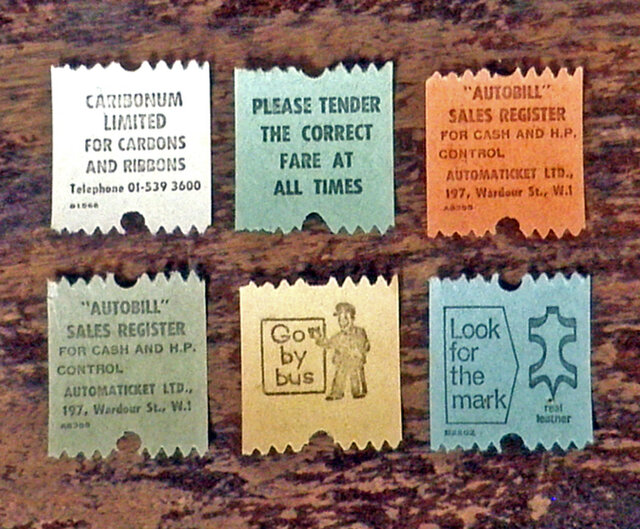 CARIBONUM
LIMITED
FOR CARBONS
AND RIBBONS
Telephone 01-539 3600
PLEASE TENDER
THE CORRECT
FARE AT
ALL TIMES
"AUTOBILL"
SALES REGISTER
FOR CASH AND H.P.
CONTROL
AUTOMATICKET LTD.,
197, Wardour St., W.1
"AUTOBILL"
SALES REGISTER
FOR CASH AND H.P.
CONTROL
AUTOMATICKET LTD.,
197, Wardour St., W.1
Go
by
bus
Look
for
the
mark
real
leather